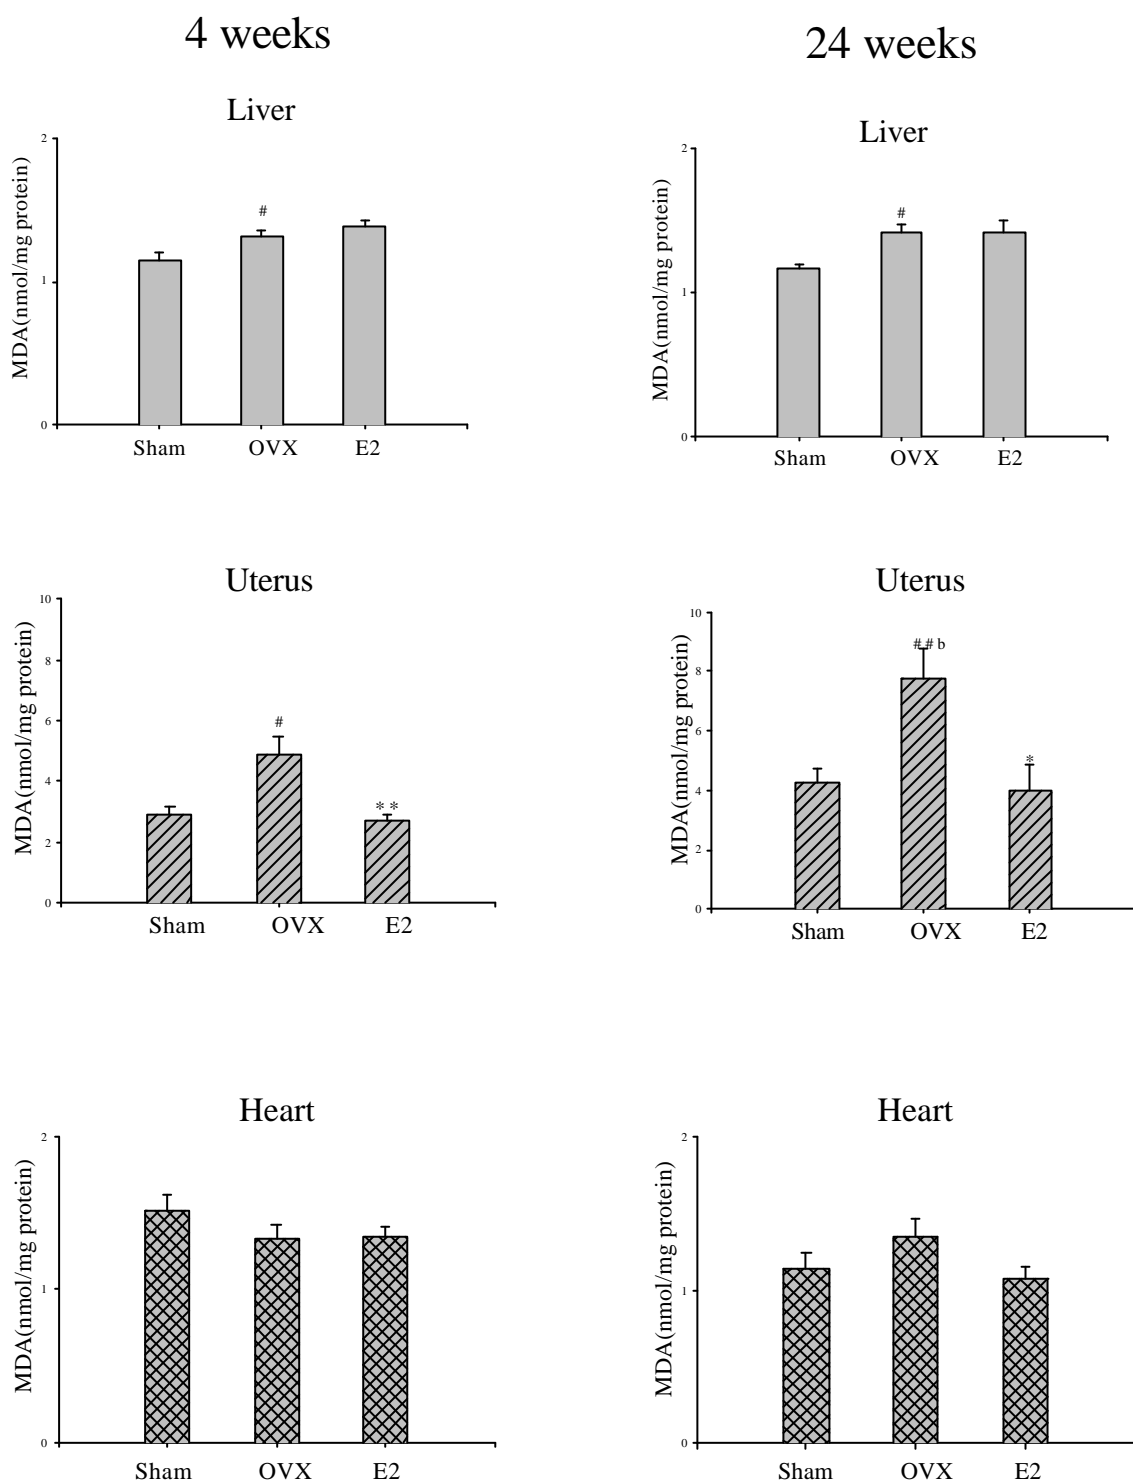 4 weeks
24 weeks
Liver
MDA(nmol/mg protein)
2
1
0
#
Sham
OVX
E2
Liver
MDA(nmol/mg protein)
2
1
0
#
Sham
OVX
E2
Uterus
MDA(nmol/mg protein)
10
8
6
4
2
0
#
**
Sham
OVX
E2
Uterus
MDA(nmol/mg protein)
10
8
6
4
2
0
##b
*
Sham
OVX
E2
Heart
MDA(nmol/mg protein)
2
1
0
Sham
OVX
E2
Heart
MDA(nmol/mg protein)
2
1
0
Sham
OVX
E2